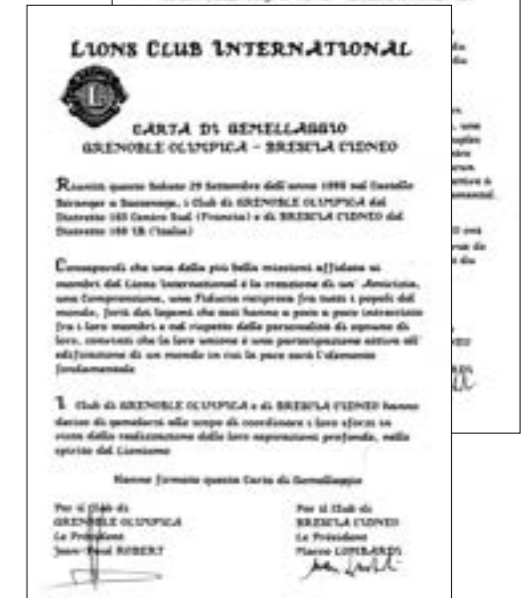 LIONS CLUB INTERNATIONAL
L
CARTA DI GEMELLAGGIO
GRENOBLE OLIMPICA - BRESCIA CIDNEO
Riuniti questo Sabato 29 Settembre dell'anno 1990 nel Castello
Béranger a Sassenage, i Club di GRENOBLE OLIMPICA del
Distretto 103 Centro Sud (Francia) e di BRESCIA CIDNEO del
Distretto 108 IB (Italia)
Consapevoli che una delle più belle missioni affidate ai
membri del Lions International è la creazione di un' Amicizia,
una Comprensione, una Fiducia reciproca fra tutti i popoli del
mondo, forti dei legami che essi hanno a poco a poco intrecciato
fra i loro membri e nel rispetto della personalità di ognuno di
loro, convinti che la loro unione è una partecipazione attiva all'
edificazione di un mondo in cui la pace sarà l'elemento
fondamentale
I Club di GRENOBLE OLIMPICA e di BRESCIA CIDNEO hanno
deciso di gemelarsi allo scopo di coordinare i loro sforzi in
vista della realizzazione delle loro aspirazioni profonde, nello
spirito del Lionismo
Hanno firmato questa Carta di Gemellaggio
Per il Club di
GRENOBLE OLIMPICA
Le Président
Jean-Paul ROBERT
Per il Club di
BRESCIA CIDNEO
Le Président
Marco LOMBARDI